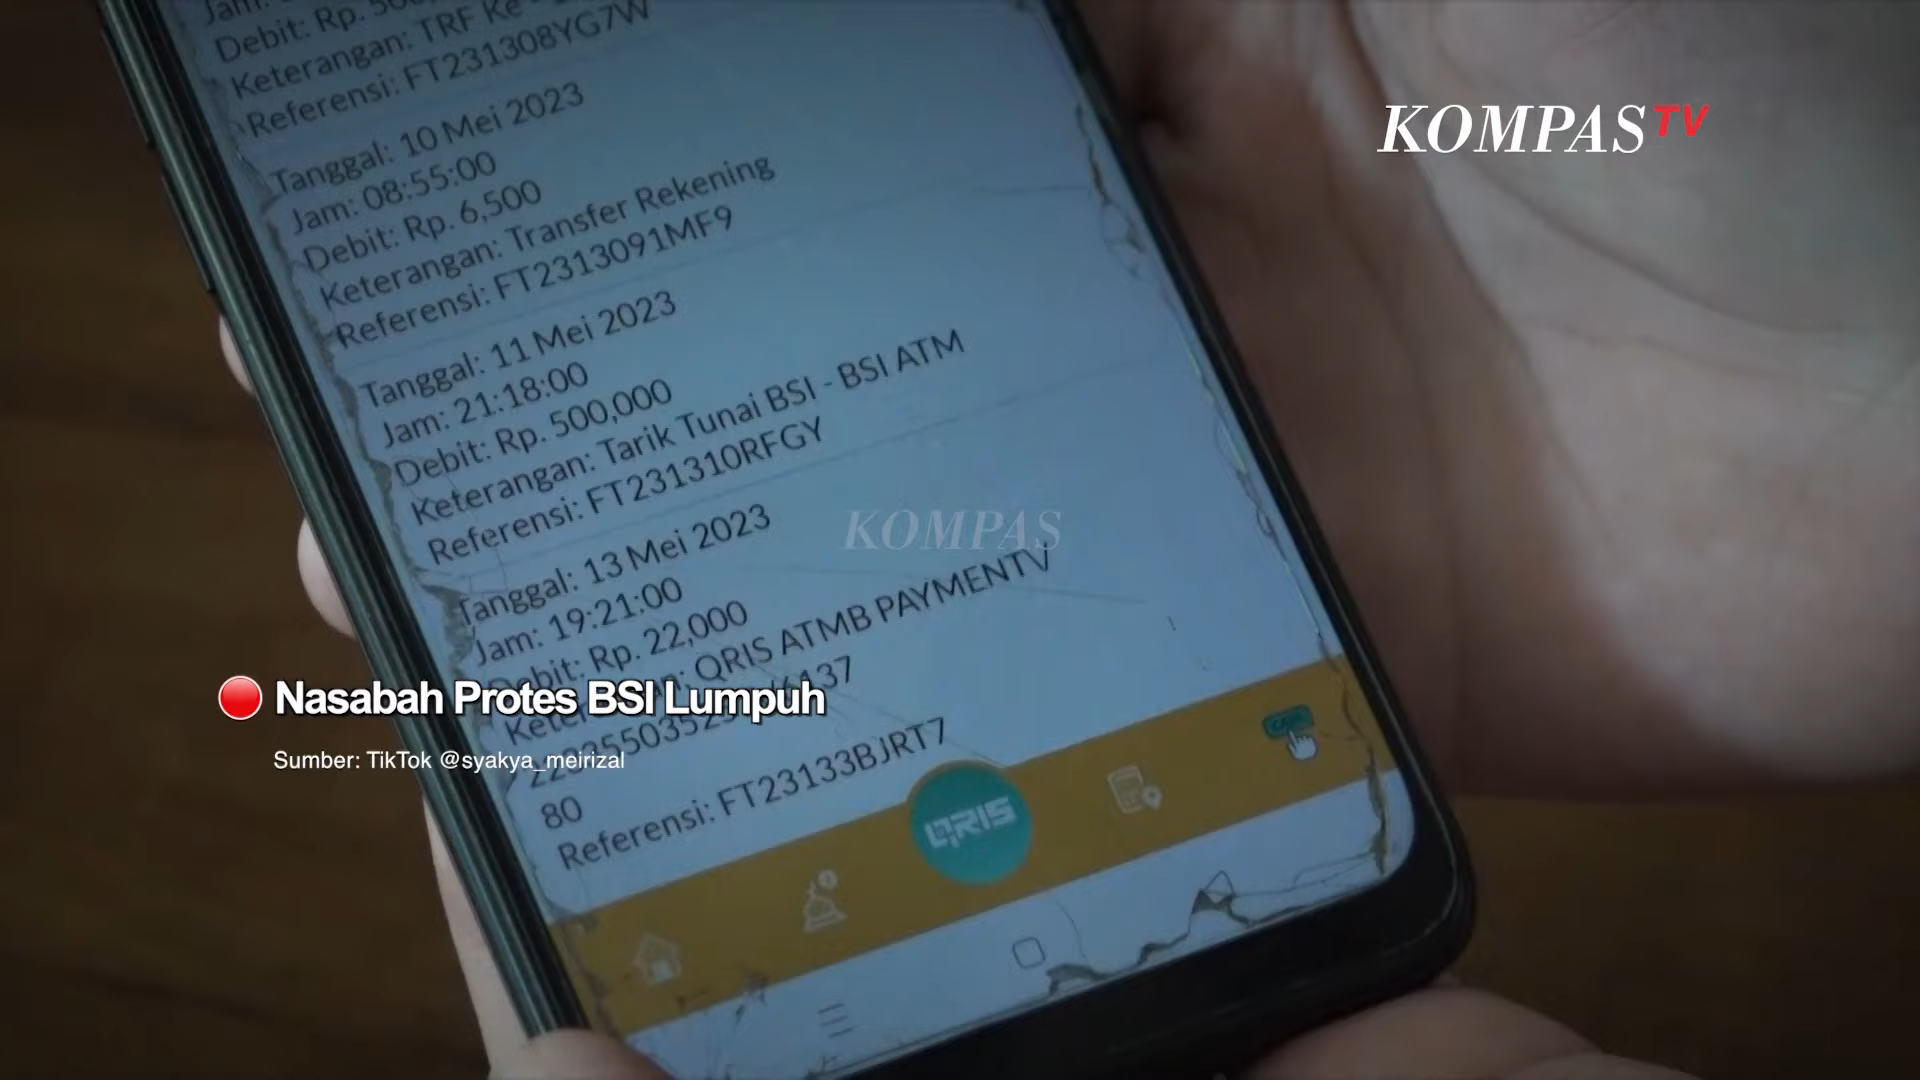 Debit: Rp.
Keterangan: TRF Ke
Referensi: FT231308YG7W
Tanggal: 10 Mei 2023
Jam: 08:55:00
Debit: Rp. 6,500
Keterangan: Transfer Rekening
Referensi: FT2313091MF9
Tanggal: 11 Mei 2023
Jam: 21:18:00
Debit: Rp. 500,000
Keterangan: Tarik Tunai BSI - BSI ATM
Referensi: FT231310RFGY
Tanggal: 13 Mei 2023
Jam: 19:21:00
Debit: Rp. 22,000
QRIS ATMB PAYMENTV
80
Referensi: FT23133BJRT7
QRIS
KOMPAS TV
KOMPAS
Nasabah Protes BSI Lumpuh
Sumber: TikTok @syakya_meirizal